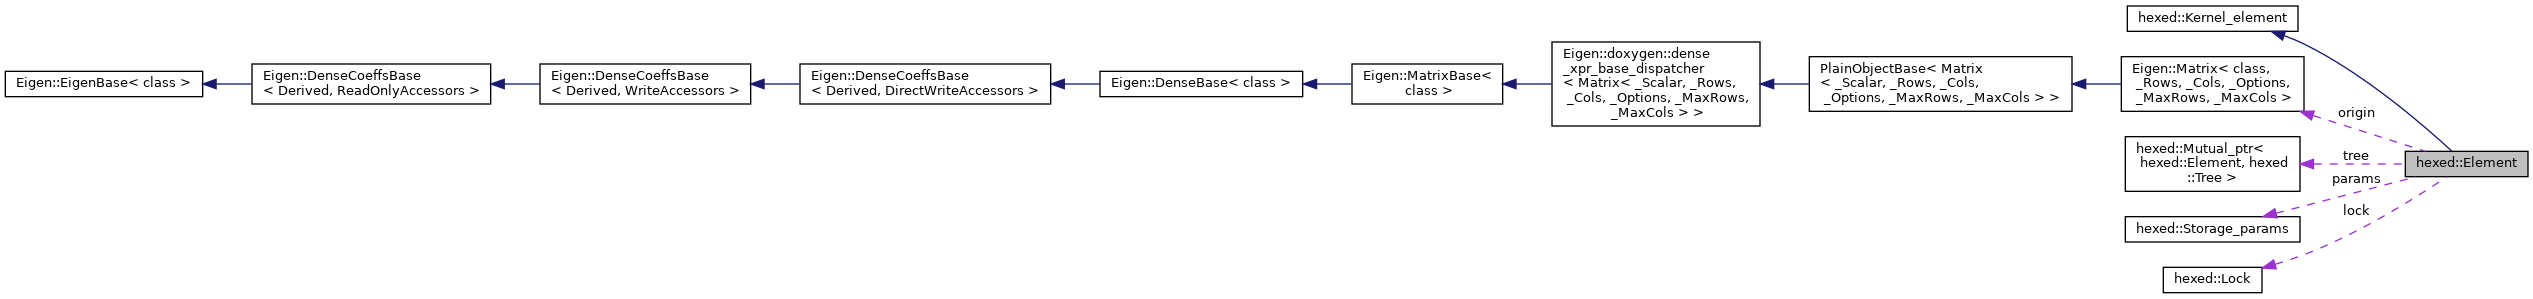 hexed::Kernel_element
Eigen::EigenBase< class >
Eigen::DenseCoeffsBase
< Derived, ReadOnlyAccessors >
Eigen::DenseCoeffsBase
< Derived, WriteAccessors >
Eigen::DenseCoeffsBase
< Derived, DirectWriteAccessors >
Eigen::DenseBase< class >
Eigen::MatrixBase<
class >
Eigen::doxygen::dense
_xpr_base_dispatcher
< Matrix< _Scalar, _Rows,
_Cols, _Options, _MaxRows,
_MaxCols > >
PlainObjectBase< Matrix
< _Scalar, _Rows, _Cols,
_Options, _MaxRows, _MaxCols > >
Eigen::Matrix< class,
_Rows, _Cols, _Options,
_MaxRows, _MaxCols >
origin
hexed::Mutual_ptr<
hexed::Element, hexed
::Tree >
tree
hexed::Element
params
hexed::Storage_params
lock
hexed::Lock